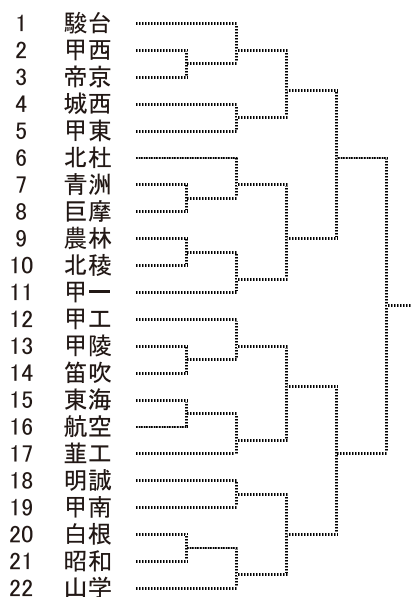 1 駿台
2 甲西
3 帝京
4 城西
5 甲東
6 北杜
7 青洲
8 巨摩
9 農林
10 北稜
11 甲一
12 甲工
13 甲陵
14 笛吹
15 東海
16 航空
17 韮工
18 明誠
19 甲南
20 白根
21 昭和
22 山学